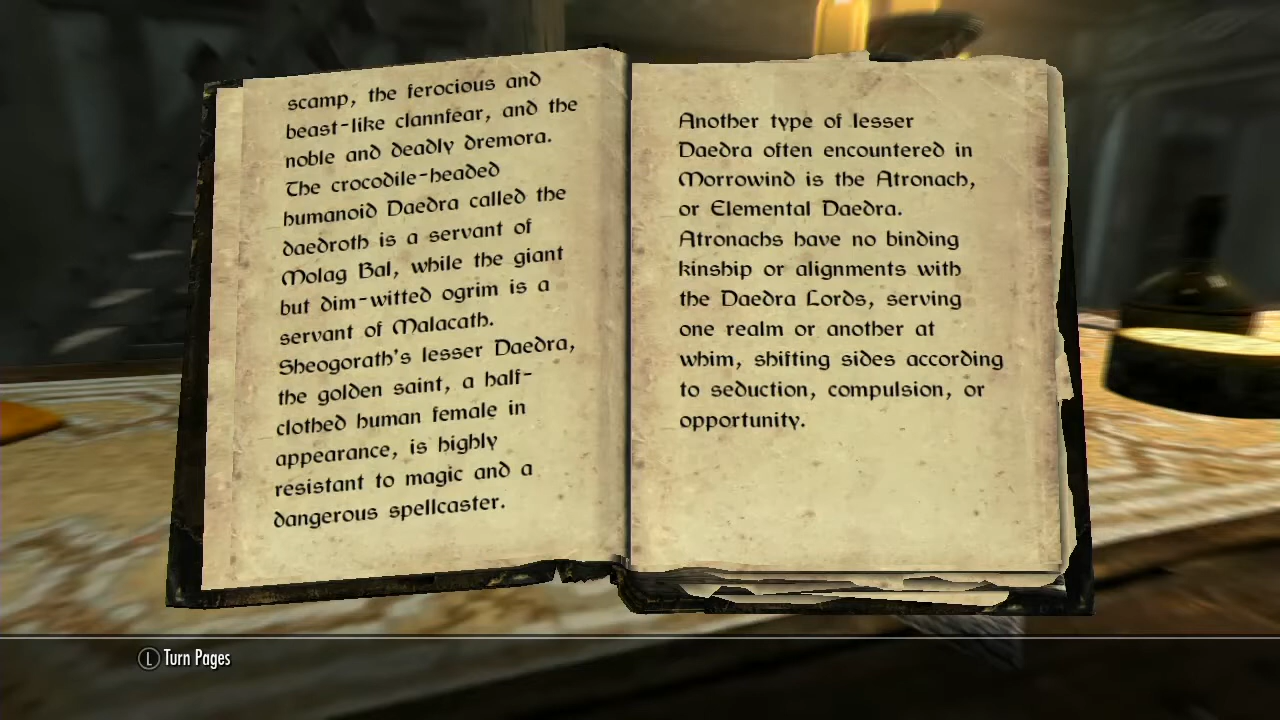 scamp, the ferocious and
beast-like clannfear, and the
noble and deadly dremora.
The crocodile-headed
humanoid Daedra called the
daedroth is a servant of
Molag Bal, while the giant
but dim-witted ogrim is a
servant of Malacath.
Sheogorath's lesser Daedra,
the golden saint, a half-
clothed human female in
appearance, is highly
resistant to magic and a
dangerous spellcaster.
Another type of lesser
Daedra often encountered in
Morrowind is the Atronach,
or Elemental Daedra.
Atronachs have no binding
kinship or alignments with
the Daedra Lords, serving
one realm or another at
whim, shifting sides according
to seduction, compulsion, or
opportunity.
L Turn Pages